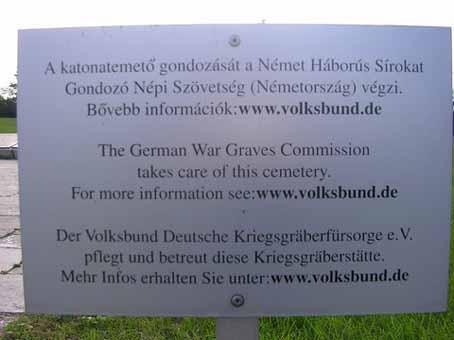 A katonatemető gondozását a Német Háborús Sírokat
Gondozó Népi Szövetség (Németország) végzi.
Bővebb információk:www.volksbund.de
The German War Graves Commission
takes care of this cemetery.
For more information see:www.volksbund.de
Der Volksbund Deutsche Kriegsgräberfürsorge e.V.
pflegt und betreut diese Kriegsgräberstätte.
Mehr Infos erhalten Sie unter:www.volksbund.de